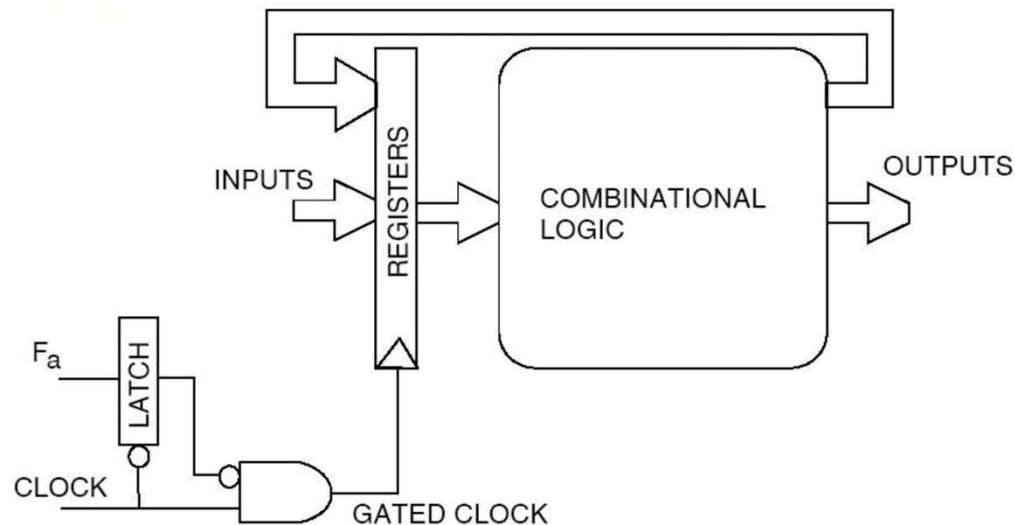 INPUTS
REGISTERS
COMBINATIONAL
LOGIC
OUTPUTS
Fa
LATCH
CLOCK
GATED CLOCK